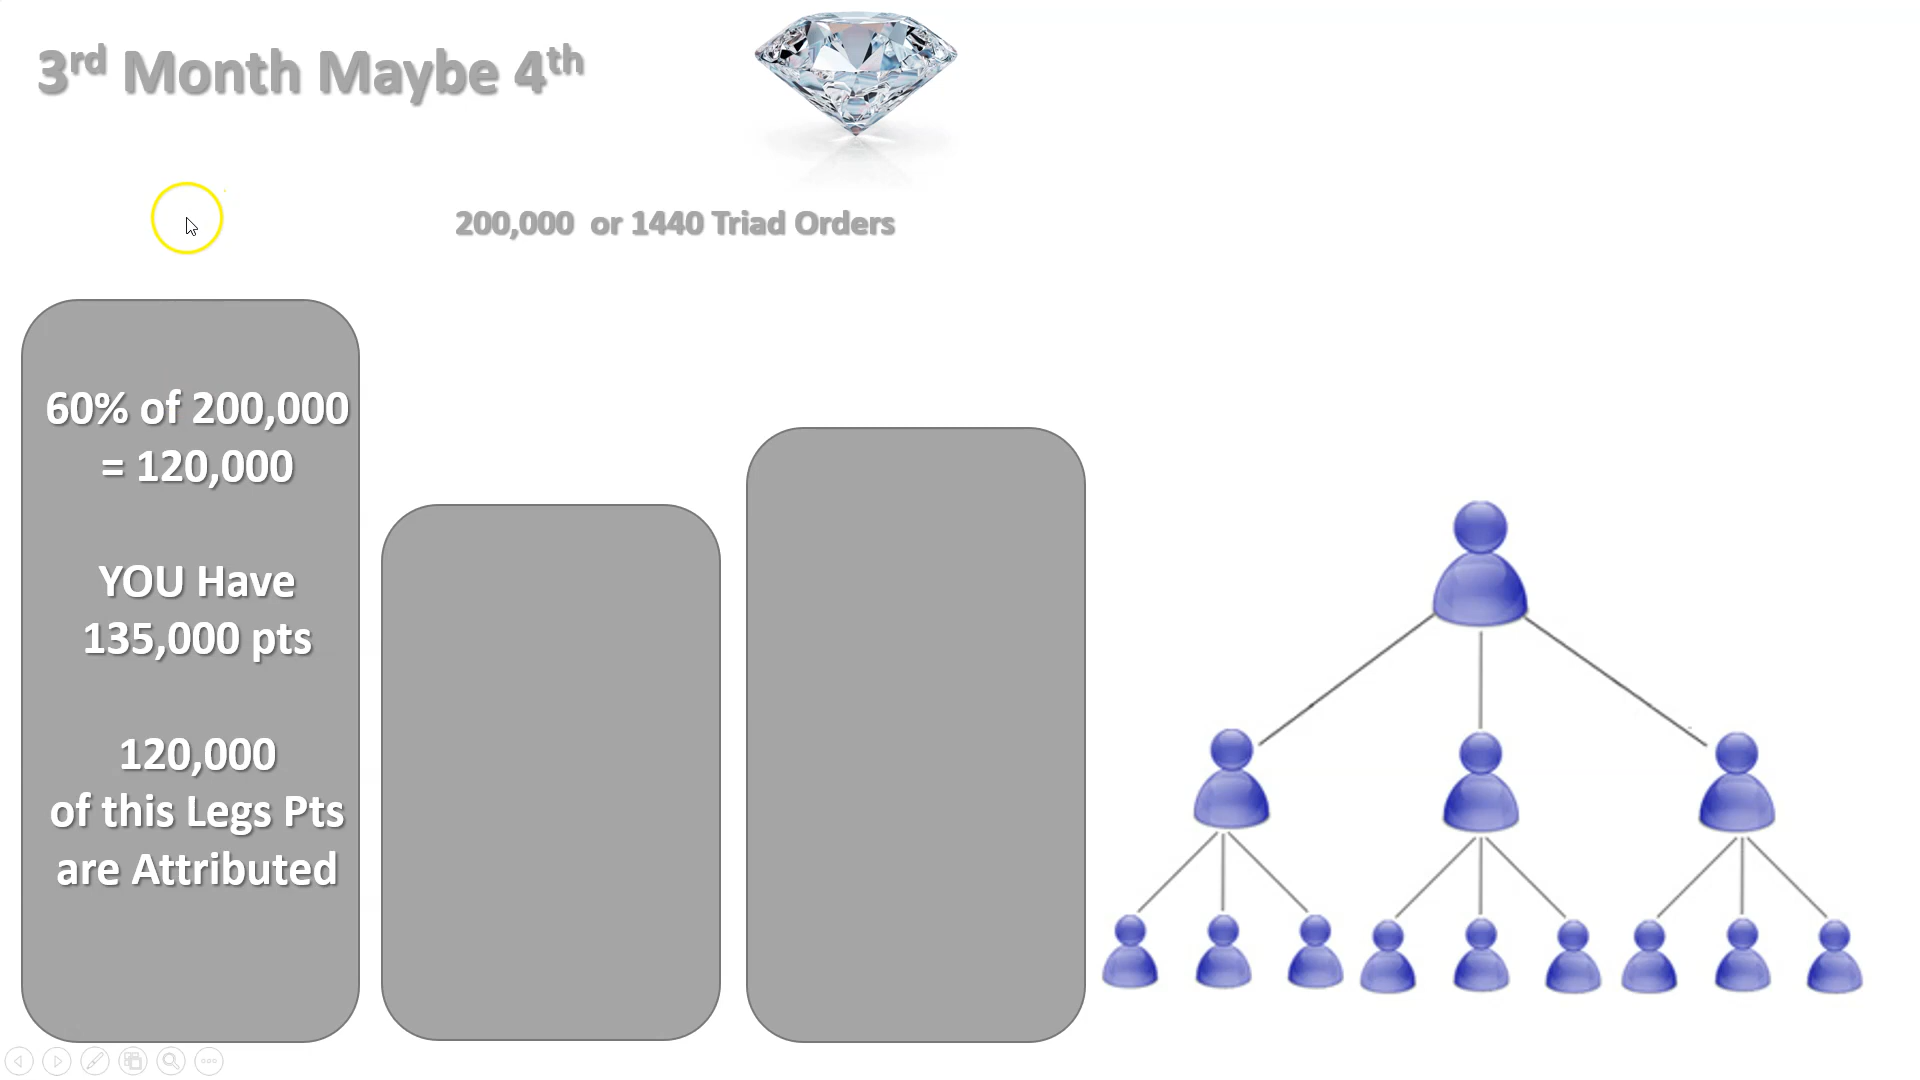 3rd Month Maybe 4th
200,000 or 1440 Triad Orders
60% of 200,000
= 120,000
YOU Have
135,000 pts
120,000
of this Legs Pts
are Attributed